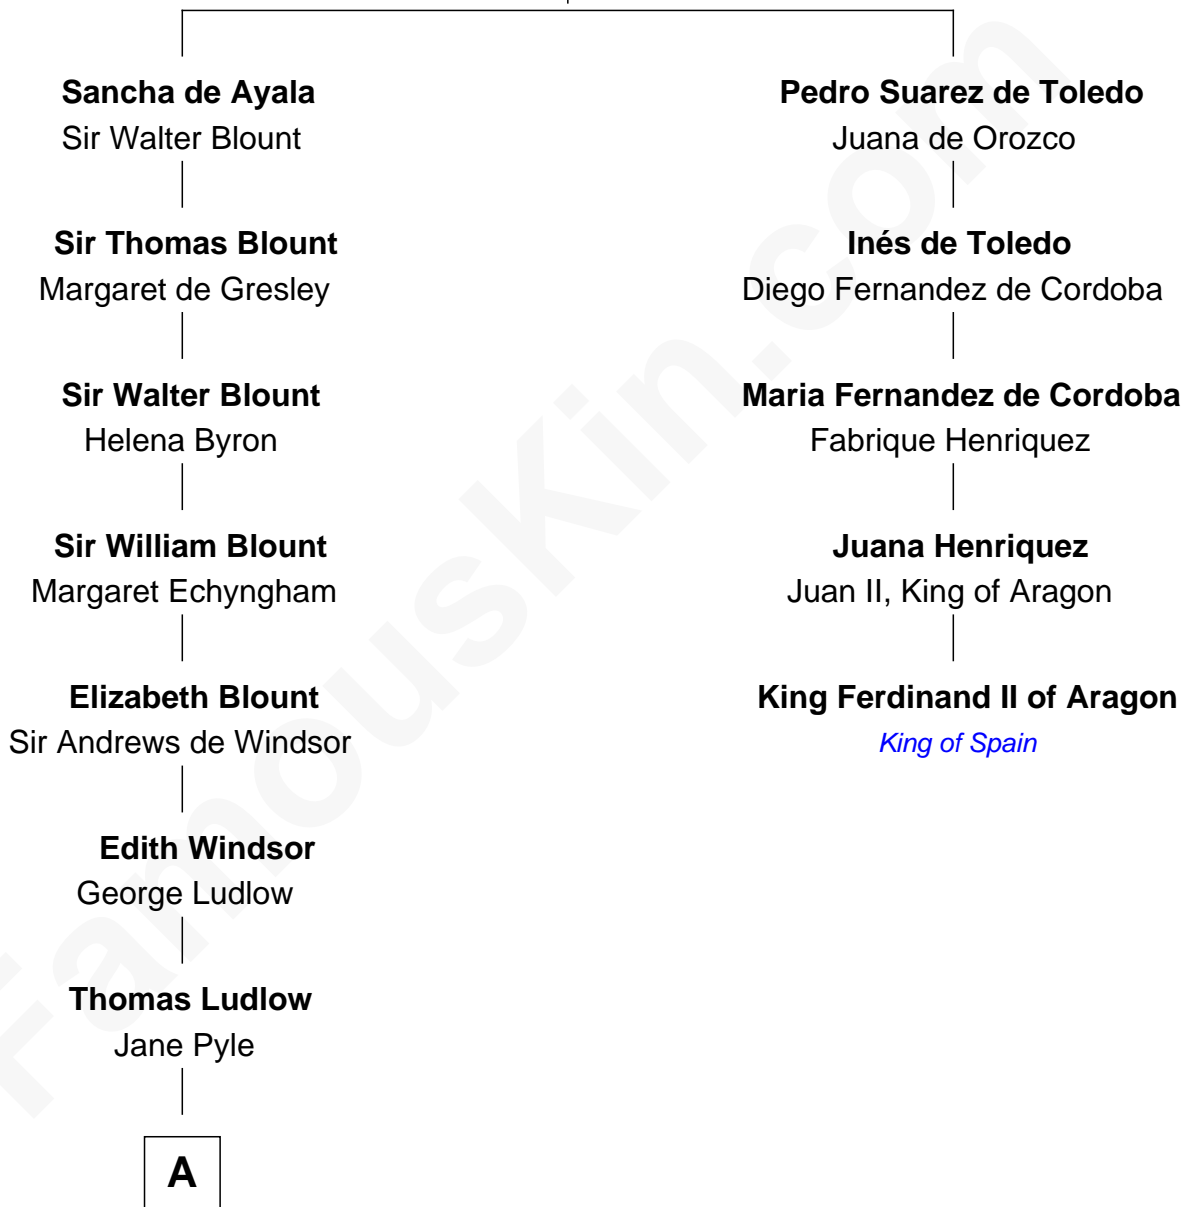 Sancha de Ayala
Sir Walter Blount
Sir Thomas Blount
Margaret de Gresley
Sir Walter Blount
Helena Byron
Sir William Blount
Margaret Echyngham
Elizabeth Blount
Sir Andrews de Windsor
Edith Windsor
George Ludlow
Thomas Ludlow
Jane Pyle
A
Pedro Suarez de Toledo
Juana de Orozco
Inés de Toledo
Diego Fernandez de Cordoba
Maria Fernandez de Cordoba
Fabrique Henriquez
Juana Henriquez
Juan II, King of Aragon
King Ferdinand II of Aragon
King of Spain
FamousKin.com